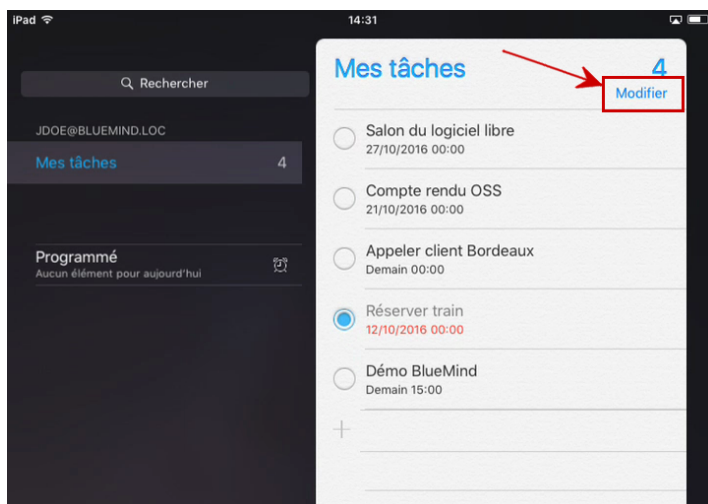 iPad 14:31
Rechercher
JDOE@BLUEMIND.LOC
Mes tâches 4
Programmé
Aucun élément pour aujourd'hui
Mes tâches 4
Modifier
Salon du logiciel libre
27/10/2016 00:00
Compte rendu OSS
21/10/2016 00:00
Appeler client Bordeaux
Demain 00:00
Réserver train
12/10/2016 00:00
Démo BlueMind
Demain 15:00